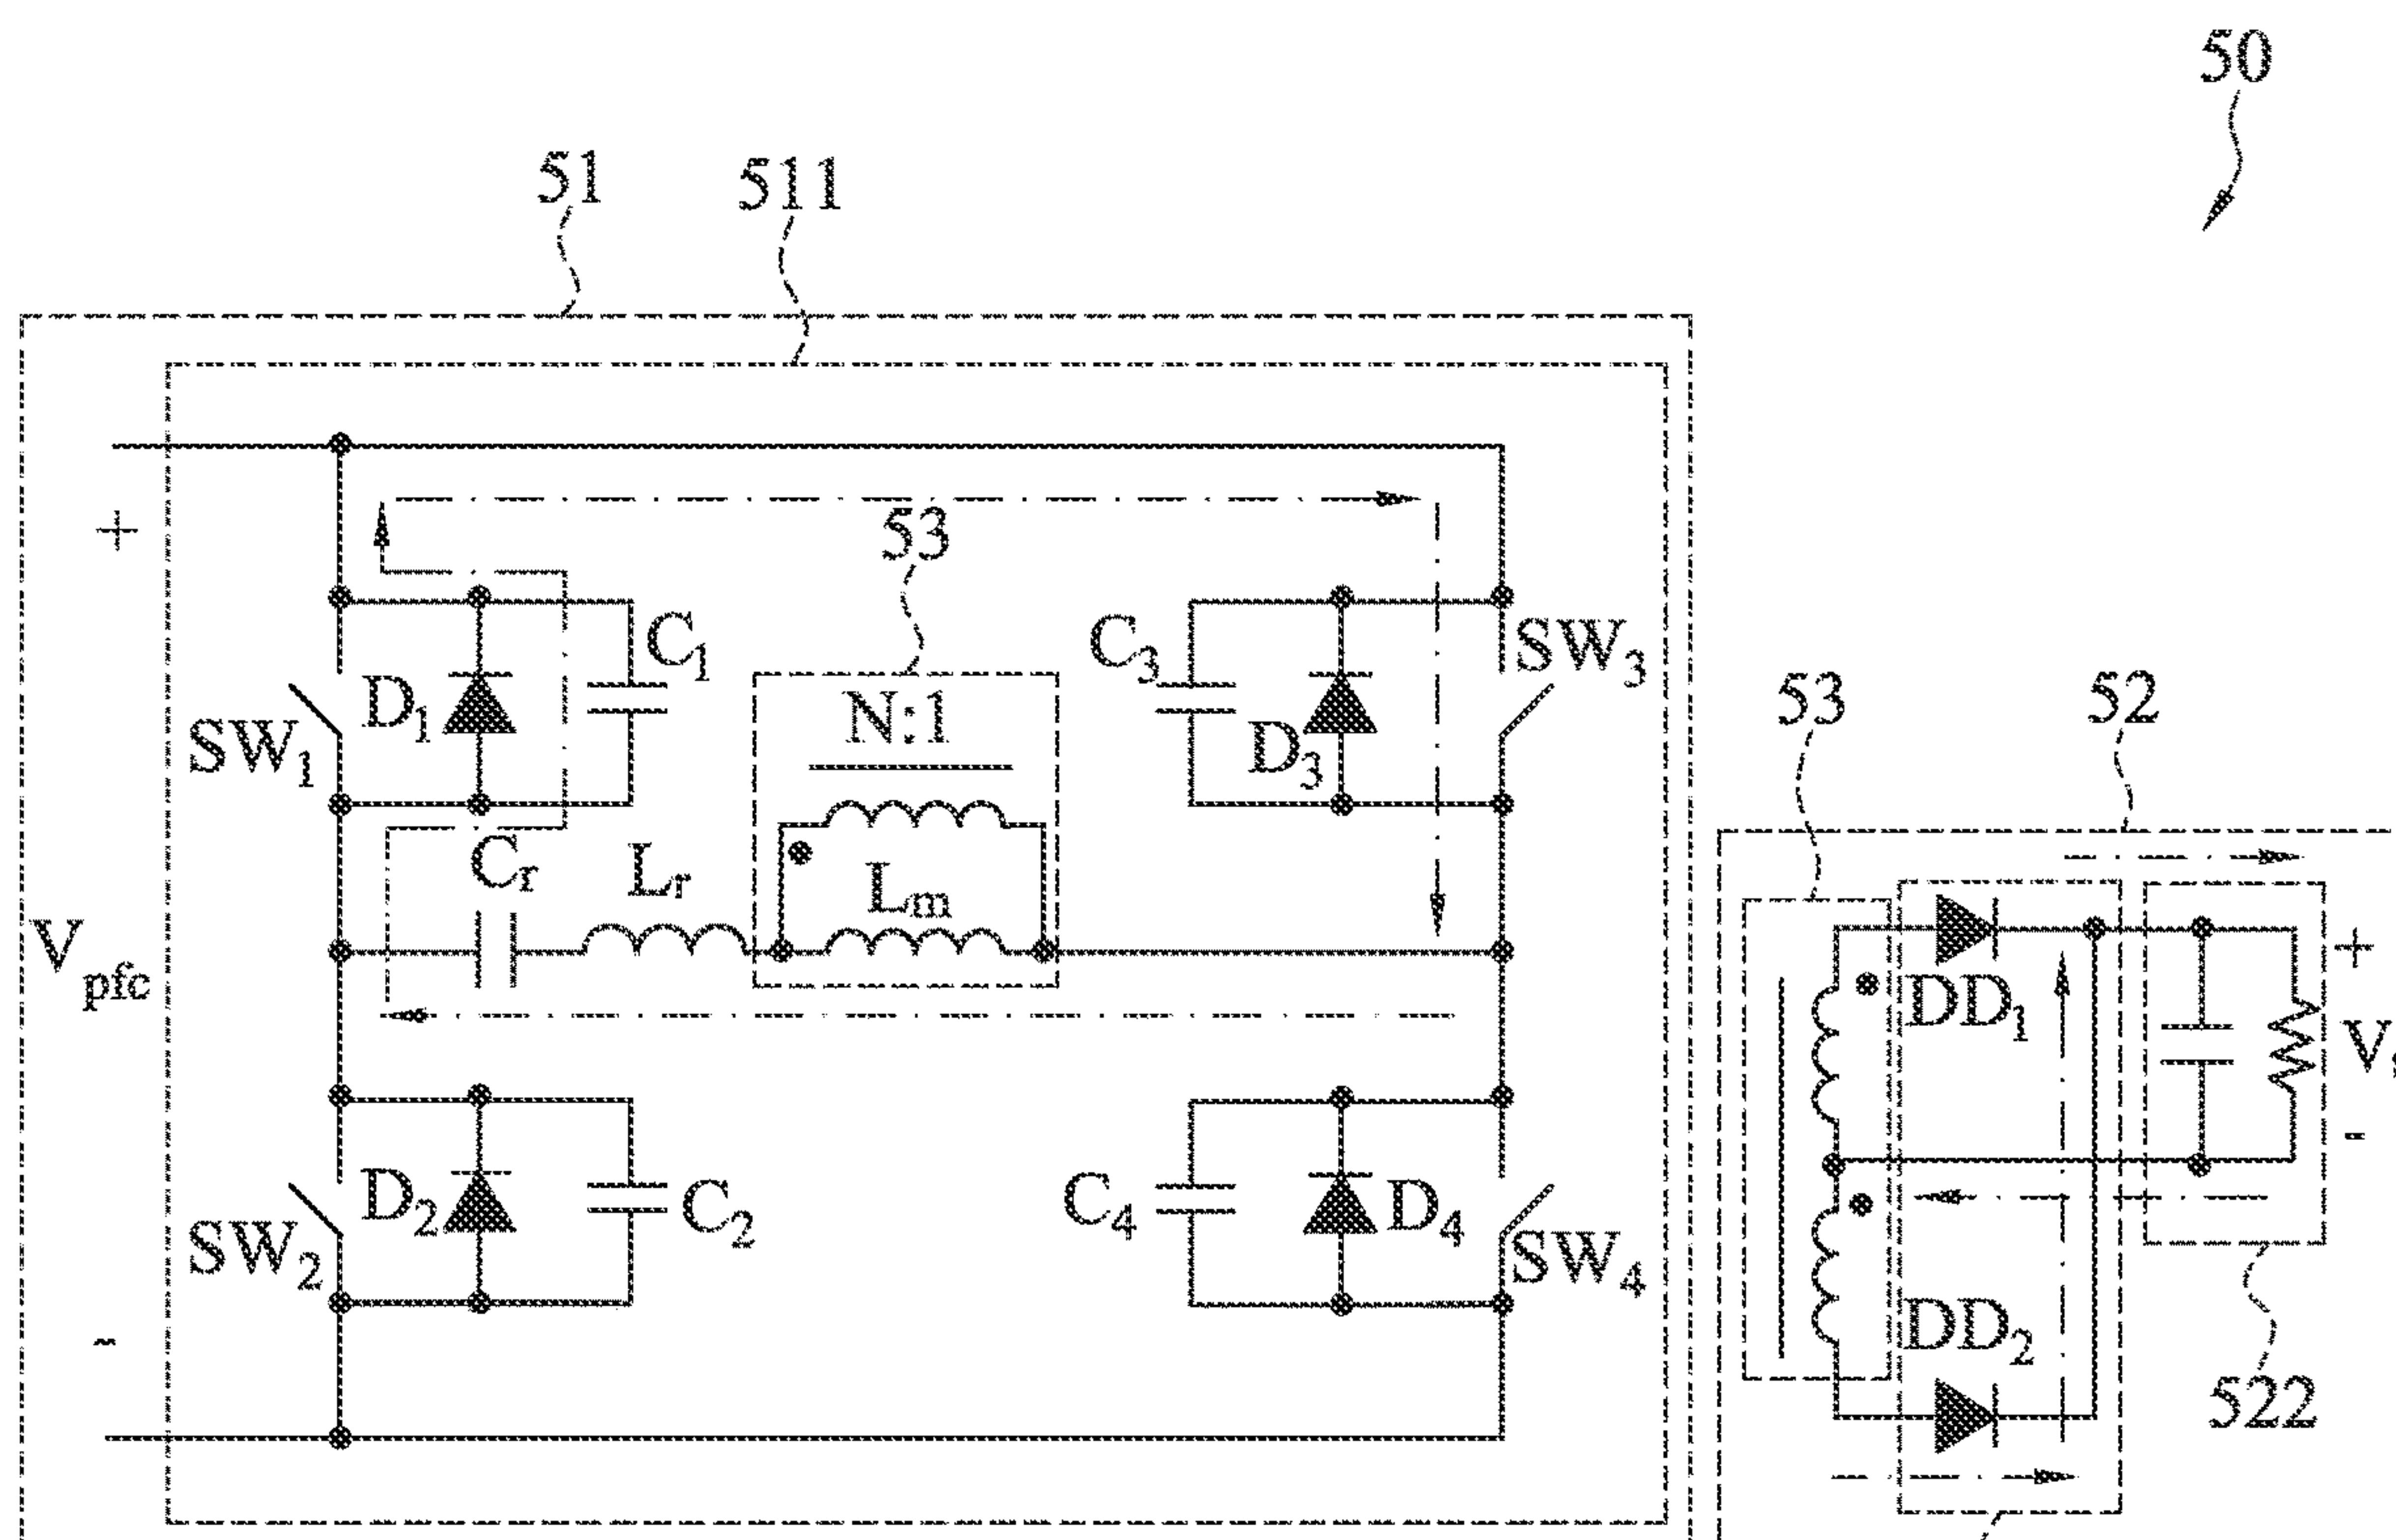 50
51
511
+
53
C₁
C₃
SW₃
N:1
D₁
SW₁
D₃
53
52
Cᵣ
Lᵣ
Lₘ
V_pfc
+
DD₁
-
D₂
C₂
C₄
D₄
SW₂
SW₄
DD₂
-
522